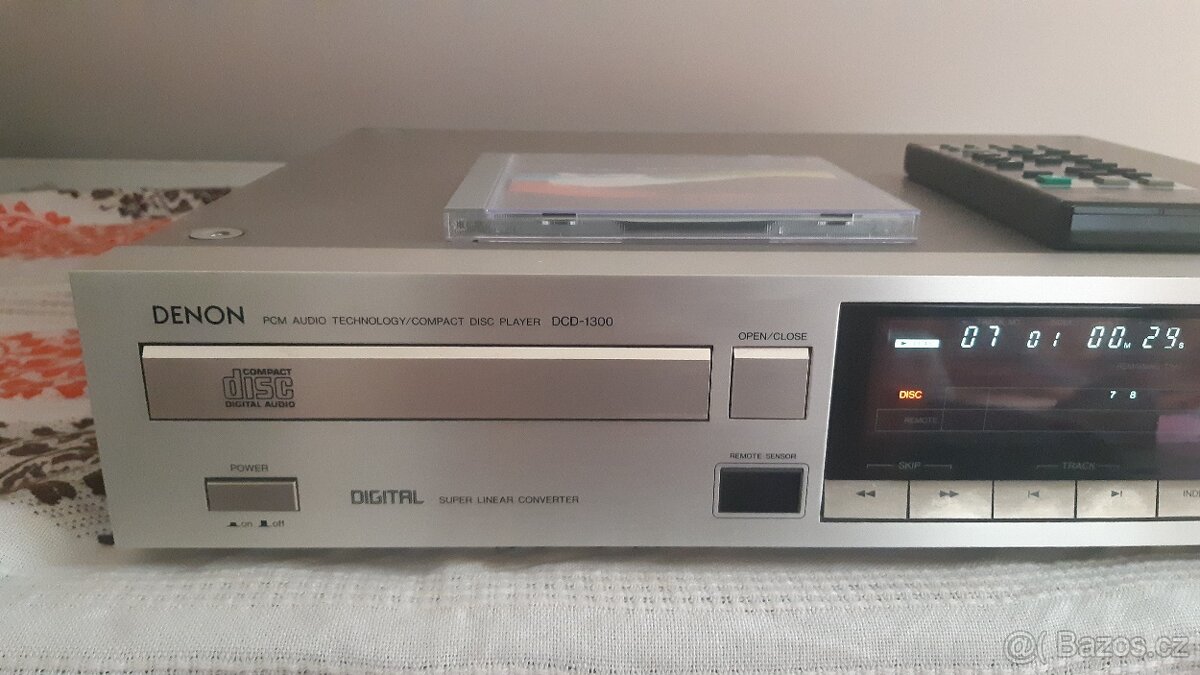 DENON PCM AUDIO TECHNOLOGY/COMPACT DISC PLAYER DCD-1300
OPEN/CLOSE
07 01 00M 29S
COMPACT
disc
DIGITAL AUDIO
DISC
7 8
REMOTE
REMOTE SENSOR
SKIP
TRACK
POWER
on off
DIGITAL SUPER LINEAR CONVERTER
INDE
@( Bazos.cz